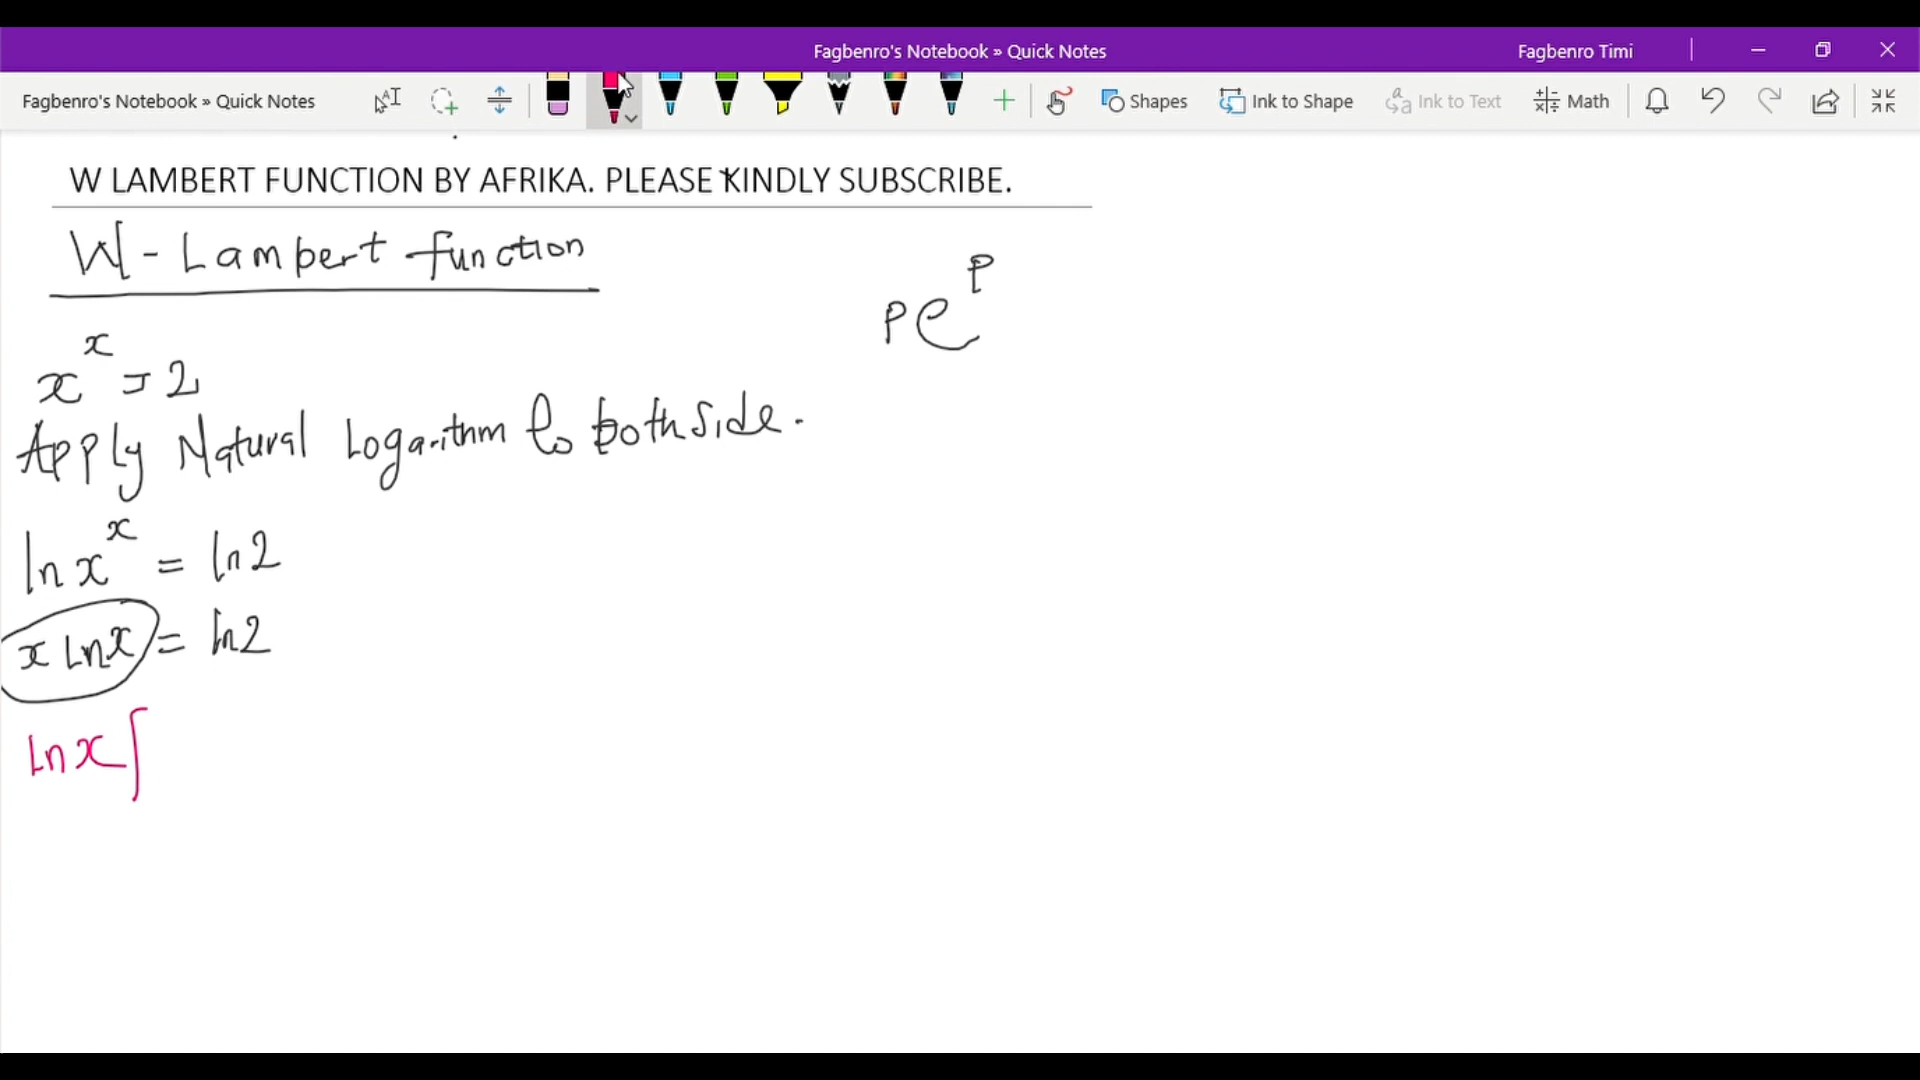 Fagbenro's Notebook » Quick Notes
Fagbenro Timi
Fagbenro's Notebook » Quick Notes
Shapes
Ink to Shape
Ink to Text
Math
W LAMBERT FUNCTION BY AFRIKA. PLEASE KINDLY SUBSCRIBE.
W - Lambert function
Pe^P
x^x = 2
Apply Natural Logarithm to both side.
ln x^x = ln2
x Lnx = ln2
Ln x